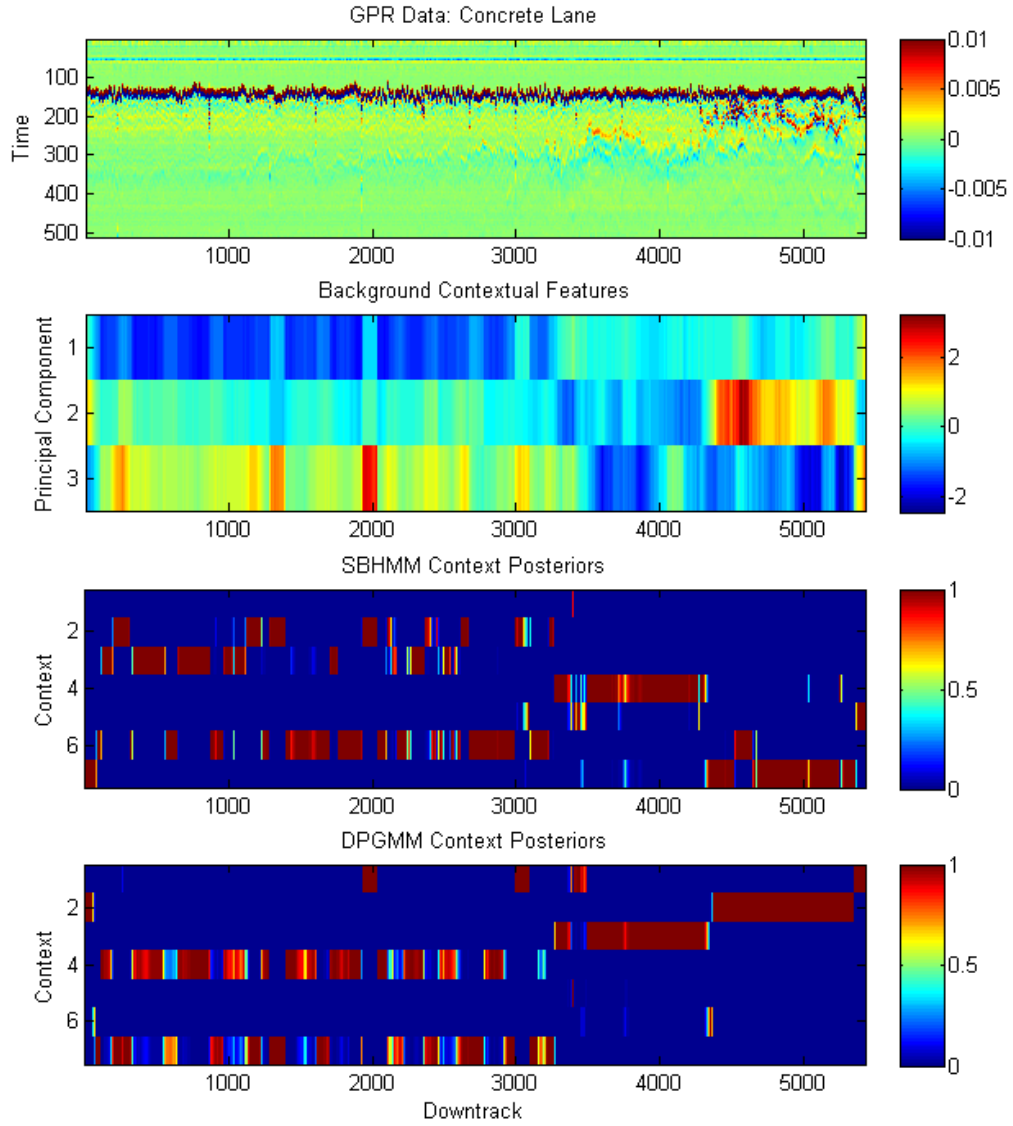 GPR Data: Concrete Lane
Time
100
200
300
400
500
1000 2000 3000 4000 5000
0.01
0.005
0
-0.005
-0.01
Background Contextual Features
Principal Component
1
2
3
1000 2000 3000 4000 5000
2
0
-2
SBHMM Context Posteriors
Context
2
4
6
1000 2000 3000 4000 5000
1
0.5
0
DPGMM Context Posteriors
Context
2
4
6
1000 2000 3000 4000 5000
Downtrack
1
0.5
0